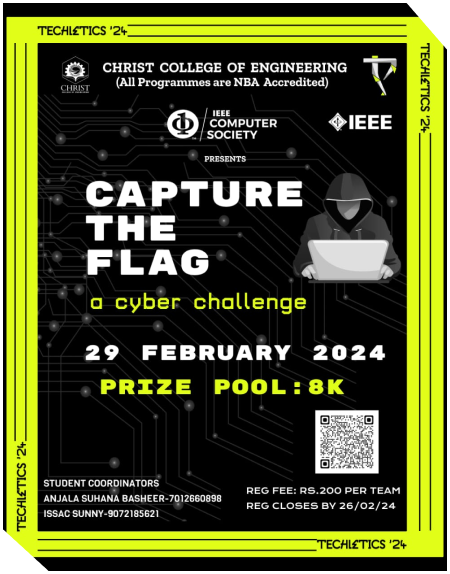 TECHLETICS '24
TECHLETICS '24
CHRIST
CHRIST COLLEGE OF ENGINEERING
(All Programmes are NBA Accredited)
IEEE
COMPUTER
SOCIETY
IEEE
PRESENTS
CAPTURE
THE
FLAG
a cyber challenge
29 FEBRUARY 2024
PRIZE POOL:8K
STUDENT COORDINATORS
ANJALA SUHANA BASHEER-7012660898
ISSAC SUNNY-9072185621
REG FEE: RS.200 PER TEAM
REG CLOSES BY 26/02/24
TECHLETICS '24
TECHLETICS '24